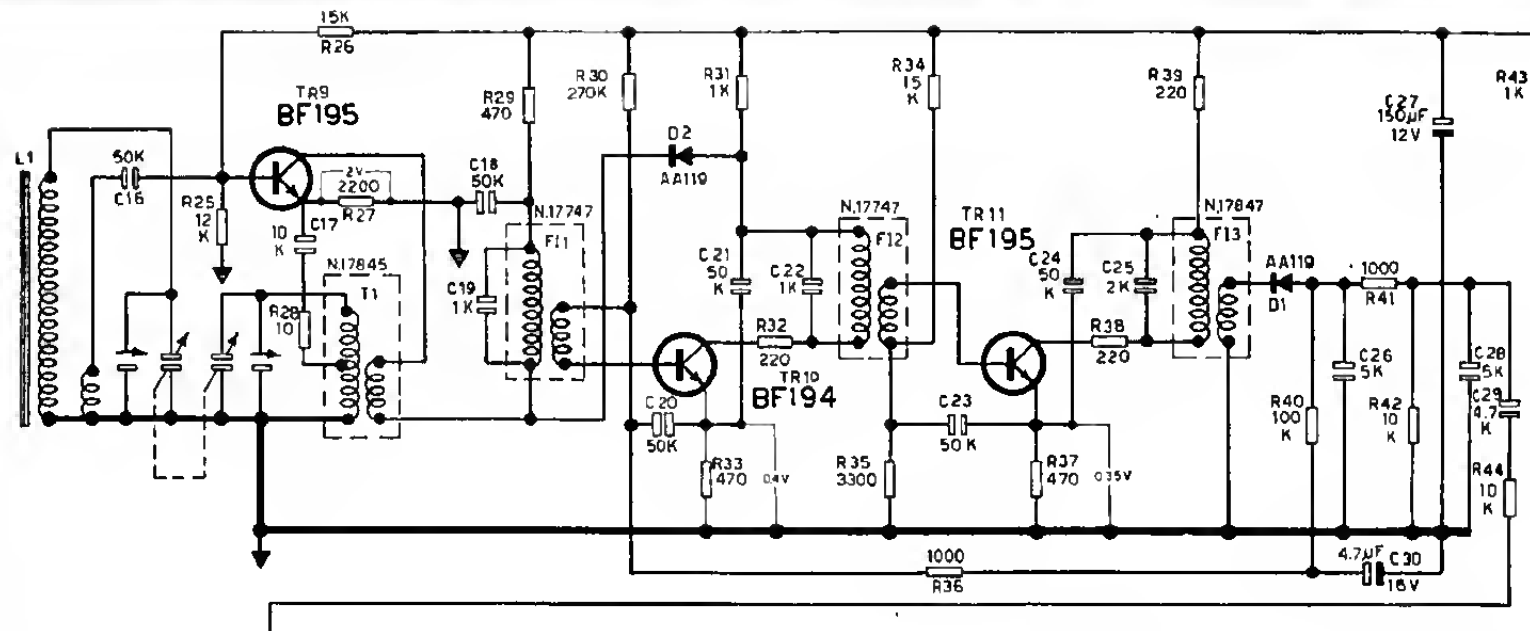 15K
R26
TR9
BF195
R29
470
R30
270K
R31
1K
R34
15
K
R39
220
C27
150µF
12V
R43
1K
L1
50K
C16
R25
12
K
2V
2200
R27
C17
10
K
C18
50K
D2
AA119
N.17747
FI1
C19
1K
N.17845
T1
R28
10
C21
50
K
C22
1K
N.17747
FI2
TR11
BF195
C24
50
K
C25
2K
N.17847
FI3
AA119
D1
1000
R41
R32
220
TR10
BF194
R38
220
C26
5K
C28
5K
C29
4.7
K
C20
50K
C23
50K
R40
100
K
R42
10
K
R33
470
0.4V
R35
3300
R37
470
0.35V
R44
10
K
1000
R36
4.7µF
C30
16V